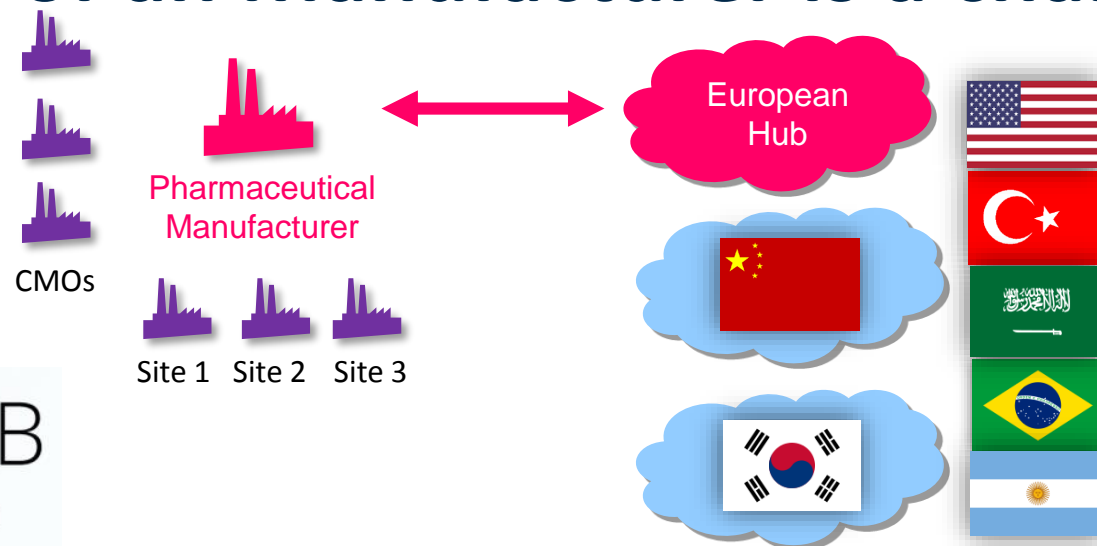 European
Hub
Pharmaceutical
Manufacturer
CMOs
Site 1 Site 2 Site 3
B